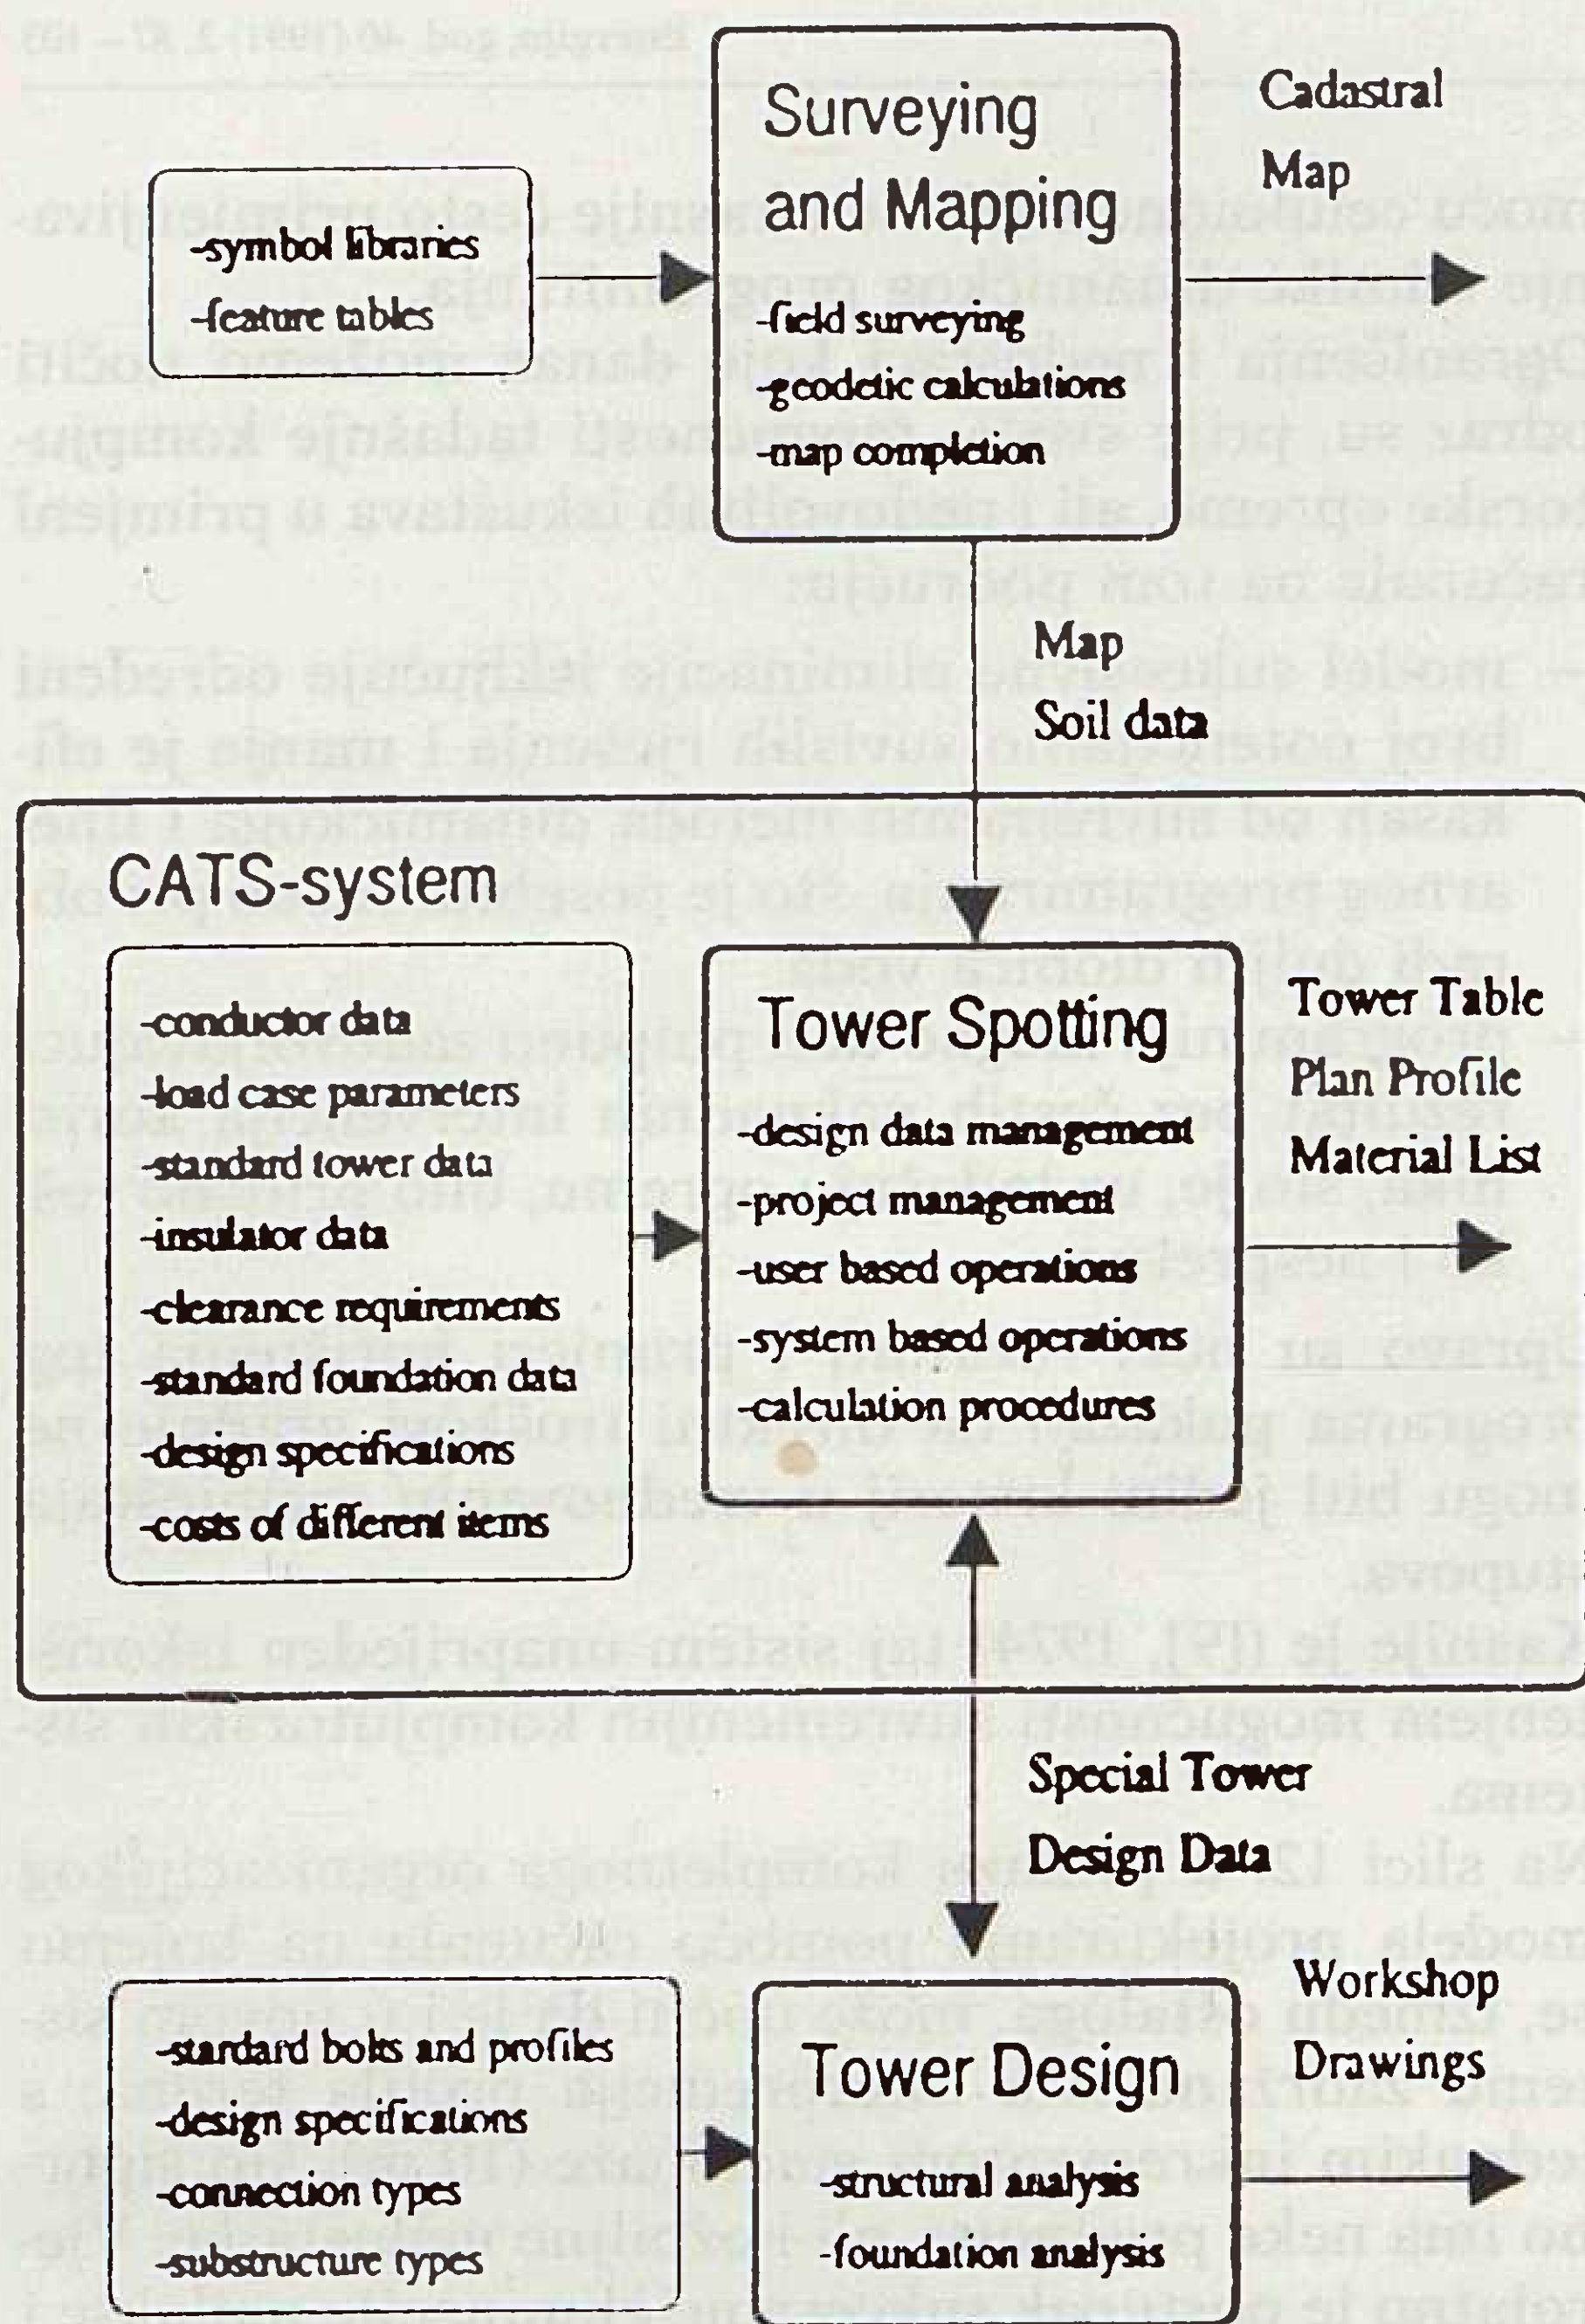 Surveying
and Mapping
-field surveying
-geodetic calculations
-map completion
Cadastral
Map
-symbol libraries
-feature tables
Map
Soil data
CATS-system
-conductor data
-load case parameters
-standard tower data
-insulator data
-clearance requirements
-standard foundation data
-design specifications
-costs of different items
Tower Spotting
-design data management
-project management
-user based operations
-system based operations
-calculation procedures
Tower Table
Plan Profile
Material List
Special Tower
Design Data
-stardard bolts and profiles
-design specifications
-connection types
-substructure types
Tower Design
-structural analysis
-foundation analysis
Workshop
Drawings